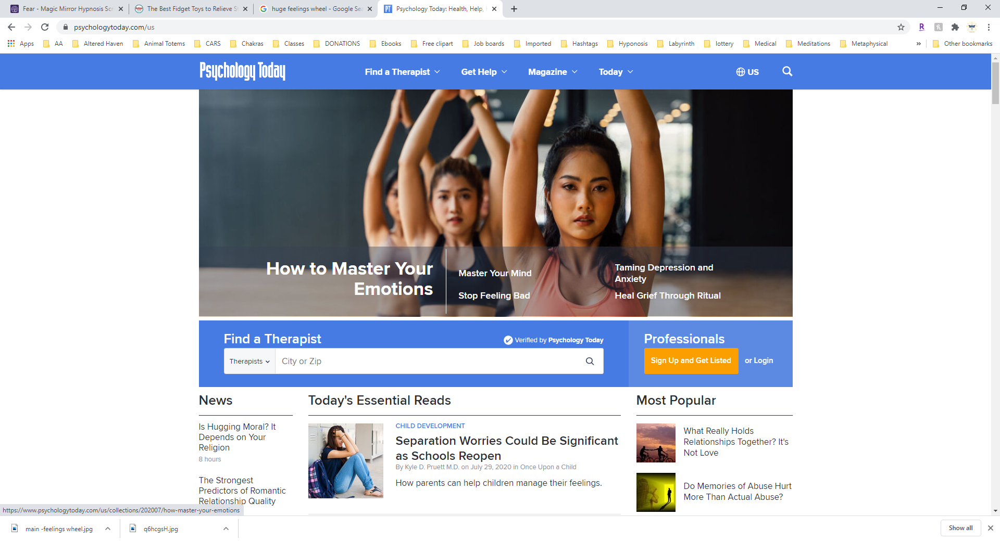 Fear - Magic Mirror Hypnosis Scr
The Best Fidget Toys to Relieve S
huge feelings wheel - Google Sea
Psychology Today: Health, Help,
psychologytoday.com/us
Apps AA Altered Haven Animal Totems CARS Chakras Classes DONATIONS Ebooks Free clipart Job boards Imported Hashtags Hyponosis Labyrinth lottery Medical Meditations Metaphysical » Other bookmarks
Psychology Today Find a Therapist Get Help Magazine Today US
How to Master Your
Emotions
Master Your Mind
Stop Feeling Bad
Taming Depression and
Anxiety
Heal Grief Through Ritual
Find a Therapist
Verified by Psychology Today
Therapists City or Zip
Professionals
Sign Up and Get Listed or Login
News
Is Hugging Moral? It
Depends on Your
Religion
8 hours
The Strongest
Predictors of Romantic
Relationship Quality
Today's Essential Reads
CHILD DEVELOPMENT
Separation Worries Could Be Significant
as Schools Reopen
By Kyle D. Pruett M.D. on July 29, 2020 in Once Upon a Child
How parents can help children manage their feelings.
Most Popular
What Really Holds
Relationships Together? It's
Not Love
Do Memories of Abuse Hurt
More Than Actual Abuse?
https://www.psychologytoday.com/us/collections/202007/how-master-your-emotions
main -feelings wheel.jpg
q6hcgsH.jpg
Show all